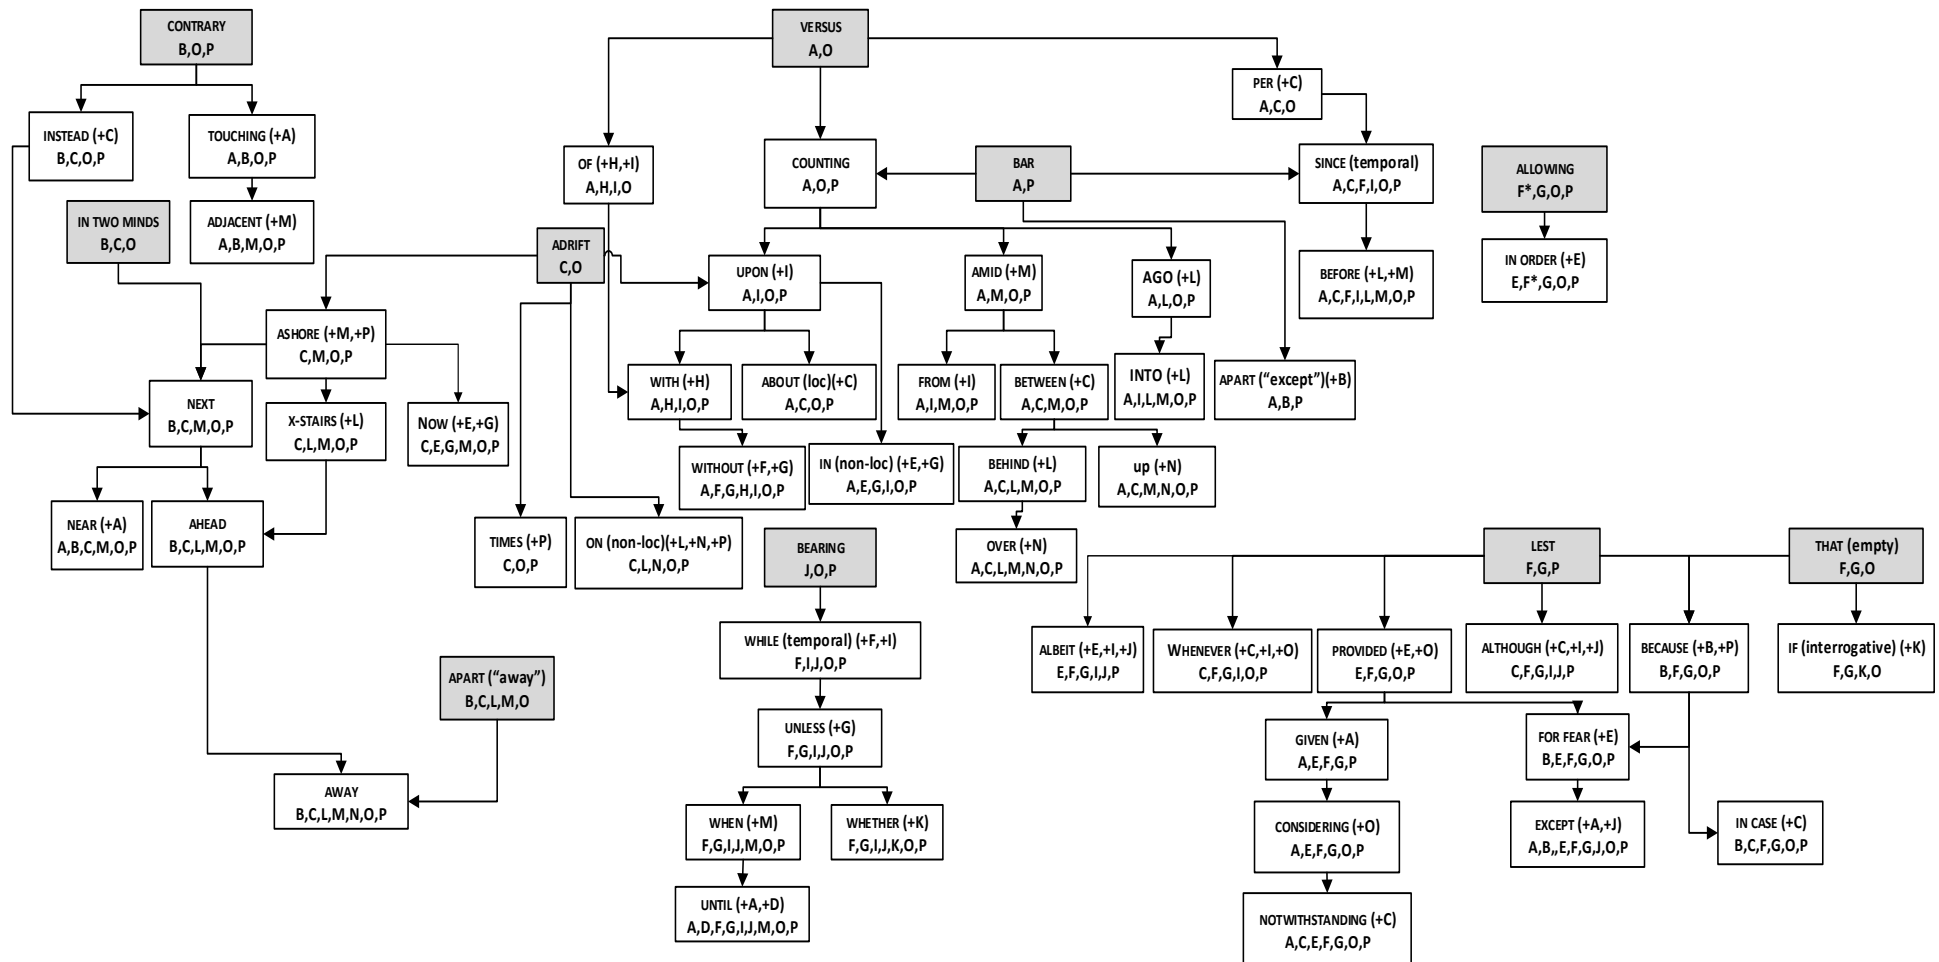 CONTRARY
B,O,P
VERSUS
A,O
PER (+C)
A,C,O
INSTEAD (+C)
B,C,O,P
TOUCHING (+A)
A,B,O,P
OF (+H,+I)
A,H,I,O
COUNTING
A,O,P
BAR
A,P
SINCE (temporal)
A,C,F,I,O,P
ALLOWING
F*,G,O,P
IN TWO MINDS
B,C,O
ADJACENT (+M)
A,B,M,O,P
ADRIFT
C,O
UPON (+I)
A,I,O,P
AMID (+M)
A,M,O,P
AGO (+L)
A,L,O,P
BEFORE (+L,+M)
A,C,F,I,L,M,O,P
IN ORDER (+E)
E,F*,G,O,P
ASHORE (+M,+P)
C,M,O,P
NEXT
B,C,M,O,P
X-STAIRS (+L)
C,L,M,O,P
NOW (+E,+G)
C,E,G,M,O,P
WITH (+H)
A,H,I,O,P
ABOUT (loc)(+C)
A,C,O,P
FROM (+I)
A,I,M,O,P
BETWEEN (+C)
A,C,M,O,P
INTO (+L)
A,I,L,M,O,P
APART (“except”)(+B)
A,B,P
NEAR (+A)
A,B,C,M,O,P
AHEAD
B,C,L,M,O,P
WITHOUT (+F,+G)
A,F,G,H,I,O,P
IN (non-loc) (+E,+G)
A,E,G,I,O,P
BEHIND (+L)
A,C,L,M,O,P
up (+N)
A,C,M,N,O,P
TIMES (+P)
C,O,P
ON (non-loc)(+L,+N,+P)
C,L,N,O,P
BEARING
J,O,P
OVER (+N)
A,C,L,M,N,O,P
LEST
F,G,P
THAT (empty)
F,G,O
WHILE (temporal) (+F,+I)
F,I,J,O,P
ALBEIT (+E,+I,+J)
E,F,G,I,J,P
WHENEVER (+C,+I,+O)
C,F,G,I,O,P
PROVIDED (+E,+O)
E,F,G,O,P
ALTHOUGH (+C,+I,+J)
C,F,G,I,J,P
BECAUSE (+B,+P)
B,F,G,O,P
IF (interrogative) (+K)
F,G,K,O
APART (“away”)
B,C,L,M,O
UNLESS (+G)
F,G,I,J,O,P
GIVEN (+A)
A,E,F,G,P
FOR FEAR (+E)
B,E,F,G,O,P
AWAY
B,C,L,M,N,O,P
WHEN (+M)
F,G,I,J,M,O,P
WHETHER (+K)
F,G,I,J,K,O,P
CONSIDERING (+O)
A,E,F,G,O,P
EXCEPT (+A,+J)
A,B,,E,F,G,J,O,P
IN CASE (+C)
B,C,F,G,O,P
UNTIL (+A,+D)
A,D,F,G,I,J,M,O,P
NOTWITHSTANDING (+C)
A,C,E,F,G,O,P